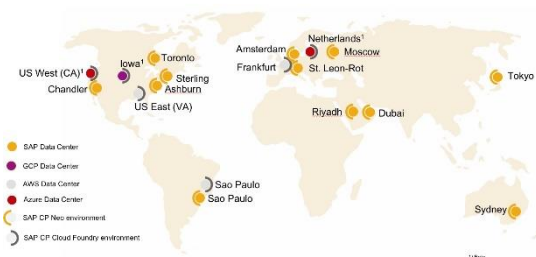 Netherlands¹
Amsterdam
Moscow
Toronto
Iowa¹
Frankfurt
St. Leon-Rot
US West (CA)¹
Sterling
Tokyo
Chandler
Ashburn
US East (VA)
Riyadh
Dubai
SAP Data Center
GCP Data Center
AWS Data Center
Sao Paulo
Azure Data Center
Sao Paulo
SAP CP Neo environment
Sydney
SAP CP Cloud Foundry environment